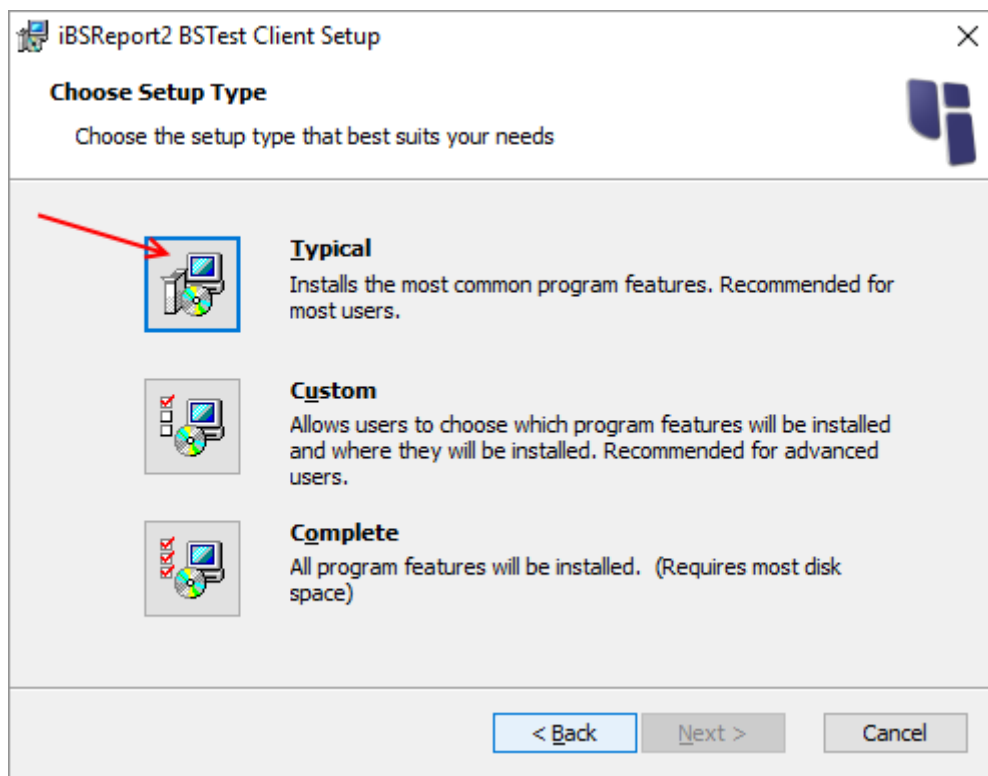 iBSReport2 BSTest Client Setup
Choose Setup Type
Choose the setup type that best suits your needs
Typical
Installs the most common program features. Recommended for
most users.
Custom
Allows users to choose which program features will be installed
and where they will be installed. Recommended for advanced
users.
Complete
All program features will be installed.  (Requires most disk
space)
< Back
Next >
Cancel